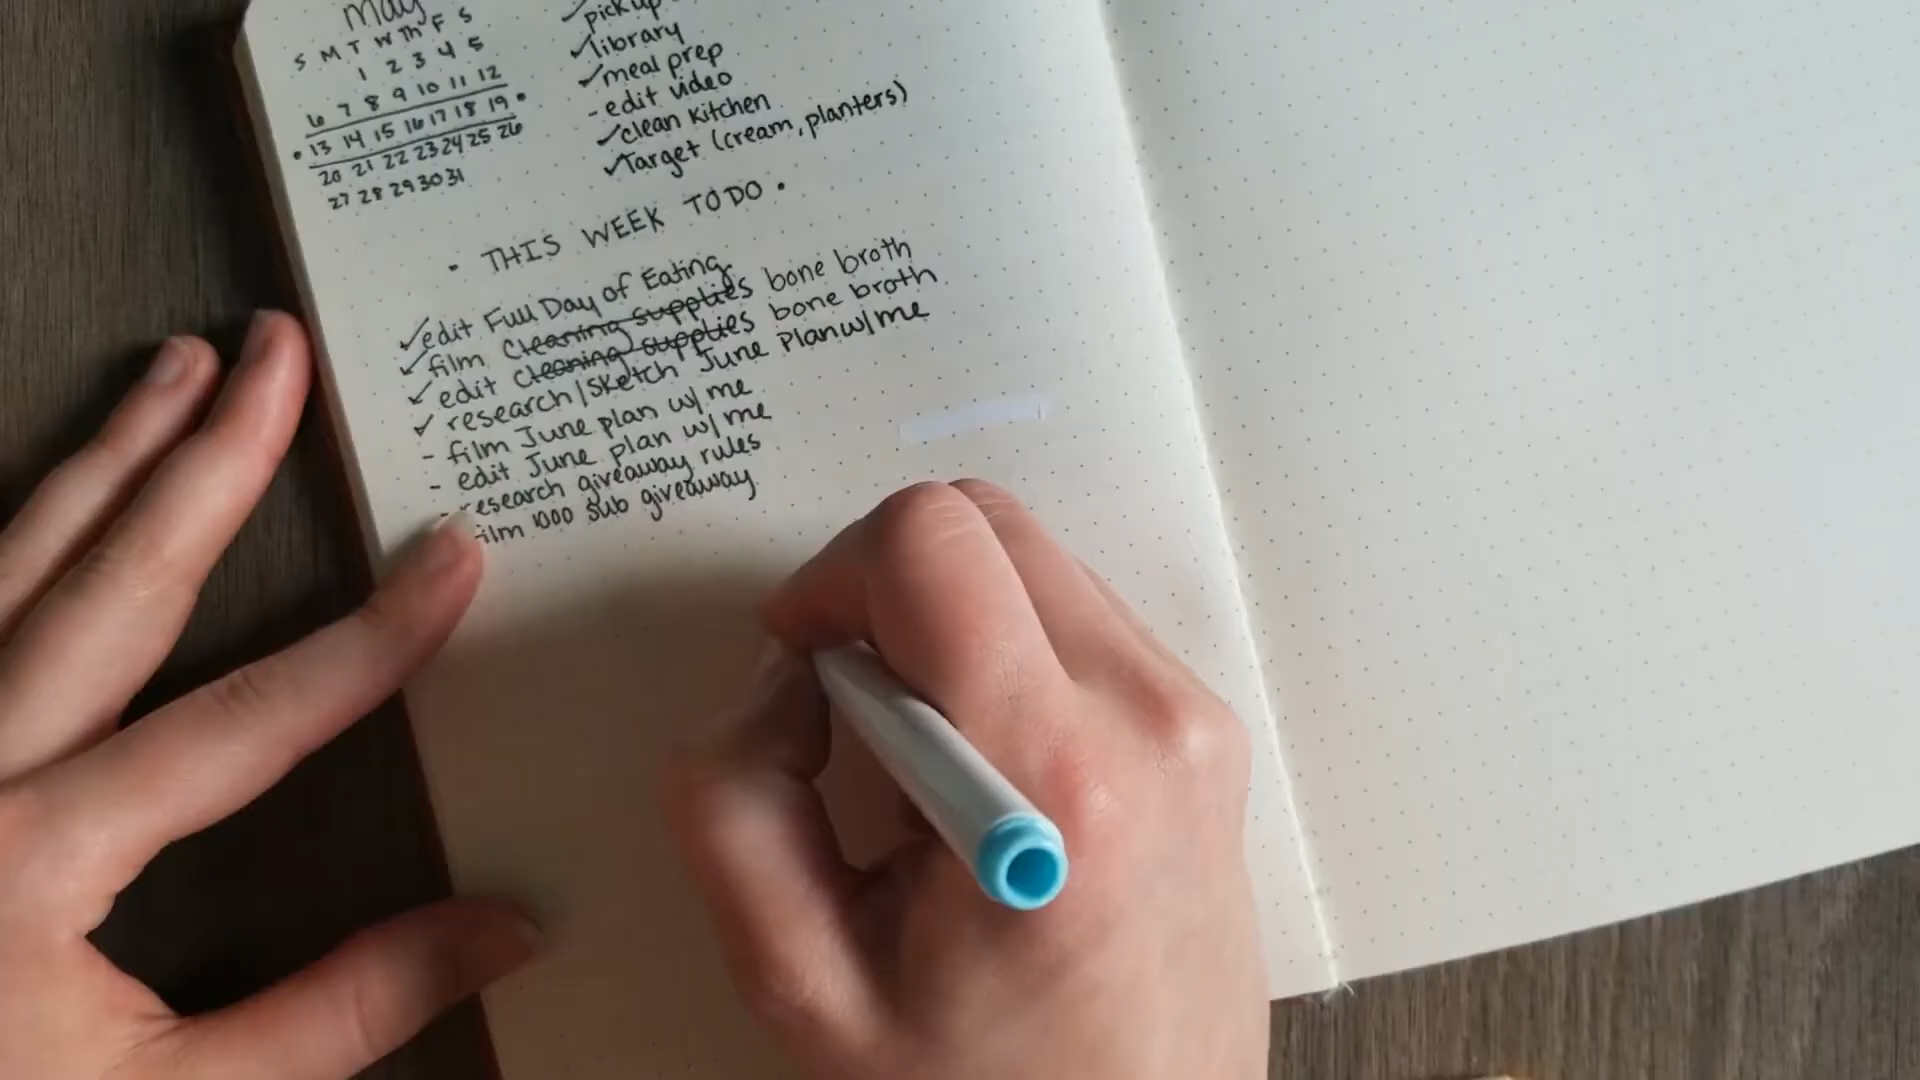 May
S M T W Th F S
1 2 3 4 5
6 7 8 9 10 11 12
• 13 14 15 16 17 18 19 •
20 21 22 23 24 25 26
27 28 29 30 31
✓ pick up
✓ library
✓ meal prep
- edit video
✓ clean kitchen
✓ Target (cream, planters)
• THIS WEEK TO DO •
✓ edit Full Day of Eating
✓ film cleaning supplies bone broth
✓ edit cleaning supplies bone broth
✓ research/sketch June Plan w/me
- film June plan w/ me
- edit June plan w/ me
- research giveaway rules
film 1000 sub giveaway